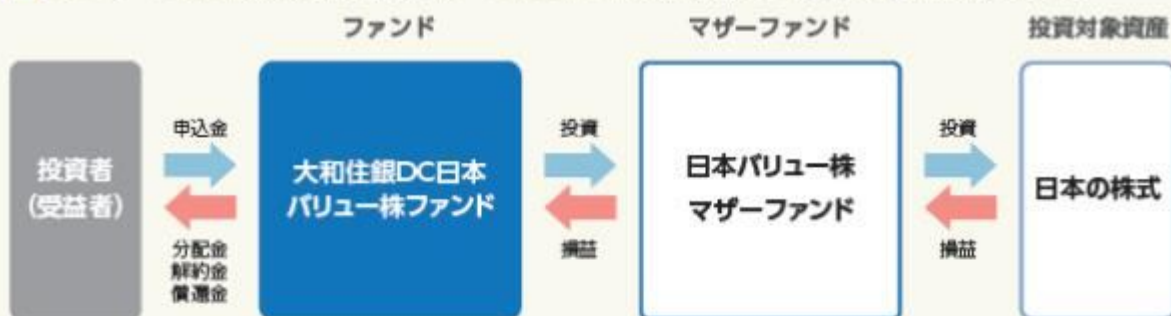 ファンド
マザーファンド
投資対象資産
投資者
(受益者)
申込金
分配金
解約金
償還金
大和住銀DC日本
バリュー株ファンド
投資
損益
日本バリュー株
マザーファンド
投資
損益
日本の株式